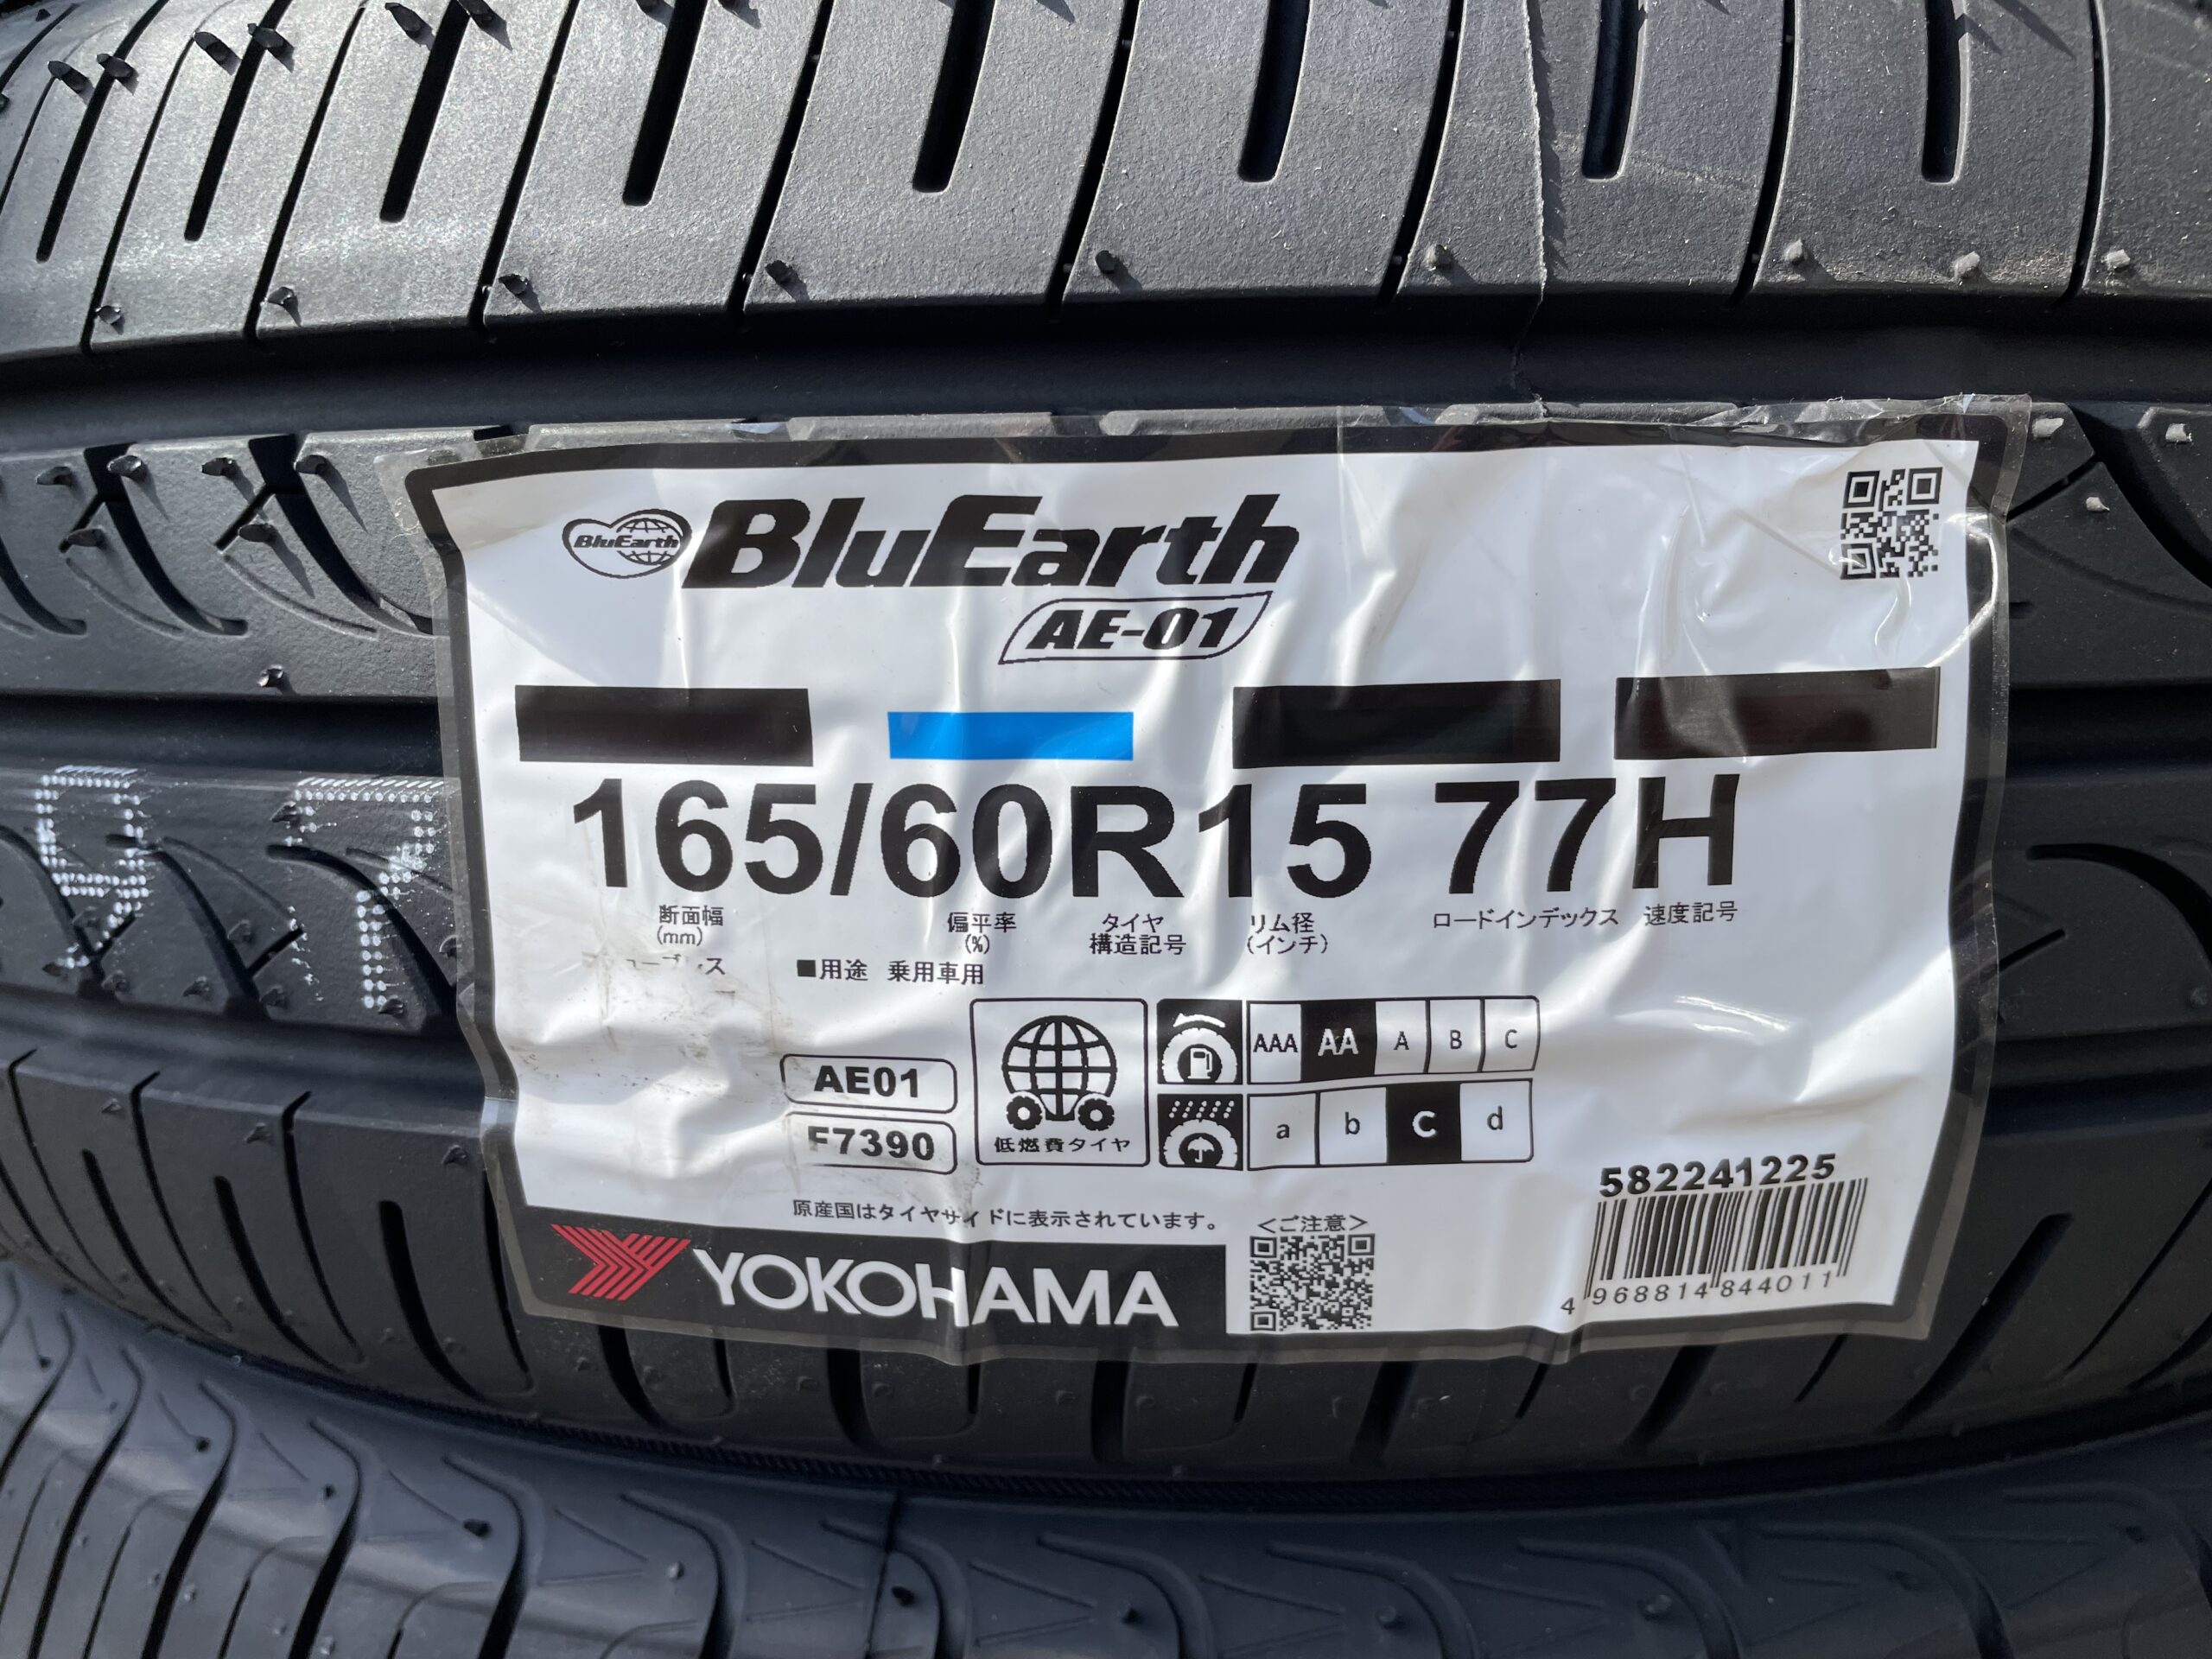 BluEarth
BluEarth
AE-01
165/60R15 77H
断面幅 偏平率 タイヤ リム径 ロードインデックス 速度記号
(mm) (%) 構造記号 (インチ)
■用途 乗用車用
AAA AA A B C
AE01
a b c d
F7390
低燃費タイヤ
582241225
原産国はタイヤサイドに表示されています。
<ご注意>
YOKOHAMA
4 968814 844011
97